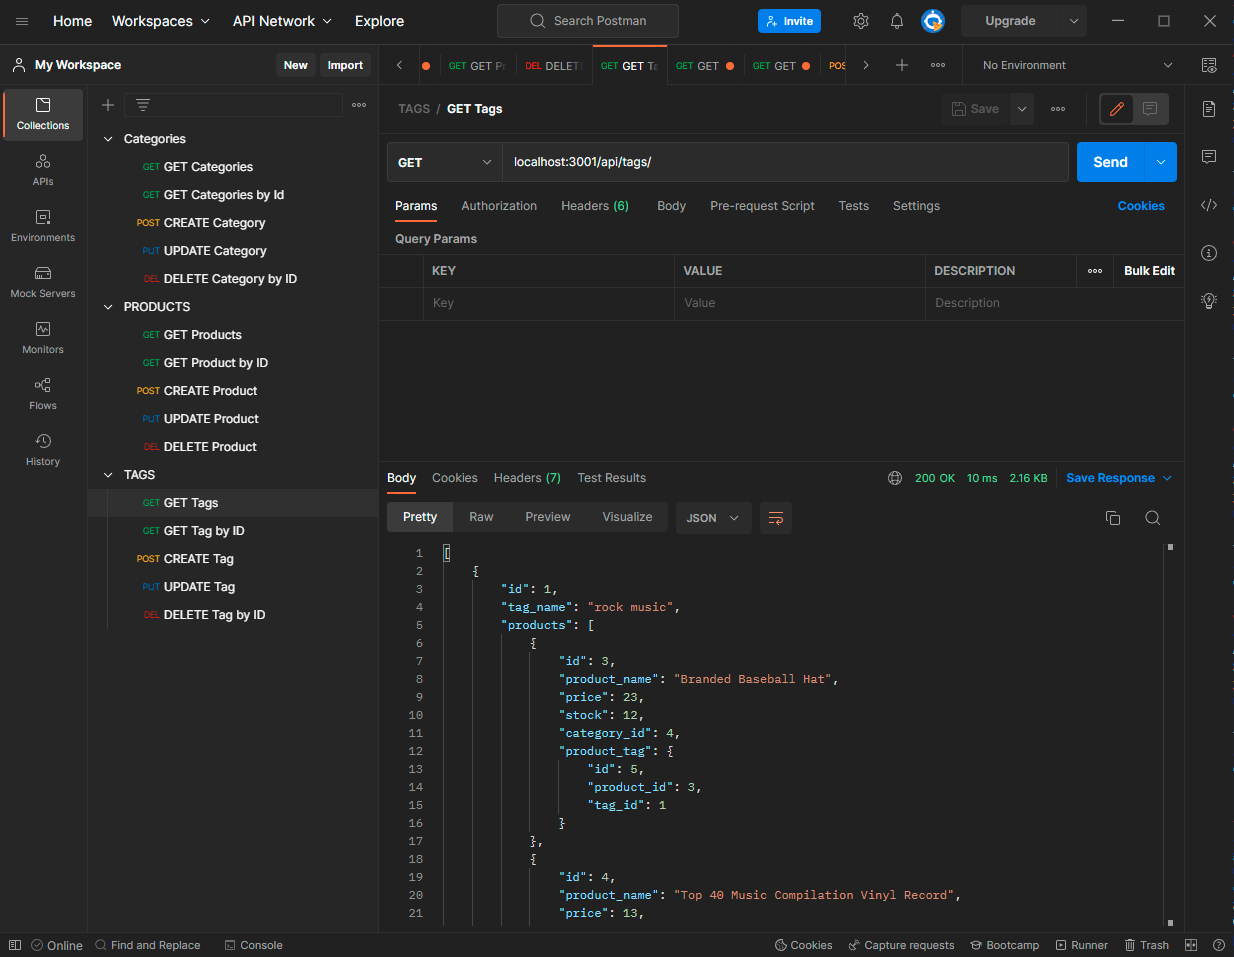 Home Workspaces API Network Explore Search Postman Invite Upgrade
My Workspace New Import
GET GET P DEL DELET GET GET Ta GET GET GET GET POS No Environment
Collections
APIs
Environments
Mock Servers
Monitors
Flows
History
Categories
GET GET Categories
GET GET Categories by Id
POST CREATE Category
PUT UPDATE Category
DEL DELETE Category by ID
PRODUCTS
GET GET Products
GET GET Product by ID
POST CREATE Product
PUT UPDATE Product
DEL DELETE Product
TAGS
GET GET Tags
GET GET Tag by ID
POST CREATE Tag
PUT UPDATE Tag
DEL DELETE Tag by ID
TAGS / GET Tags Save
GET localhost:3001/api/tags/ Send
Params Authorization Headers (6) Body Pre-request Script Tests Settings Cookies
Query Params
KEY VALUE DESCRIPTION Bulk Edit
Key Value Description
Body Cookies Headers (7) Test Results 200 OK 10 ms 2.16 KB Save Response
Pretty Raw Preview Visualize JSON
1 [
2 {
3 "id": 1,
4 "tag_name": "rock music",
5 "products": [
6 {
7 "id": 3,
8 "product_name": "Branded Baseball Hat",
9 "price": 23,
10 "stock": 12,
11 "category_id": 4,
12 "product_tag": {
13 "id": 5,
14 "product_id": 3,
15 "tag_id": 1
16 }
17 },
18 {
19 "id": 4,
20 "product_name": "Top 40 Music Compilation Vinyl Record",
21 "price": 13,
Online Find and Replace Console Cookies Capture requests Bootcamp Runner Trash